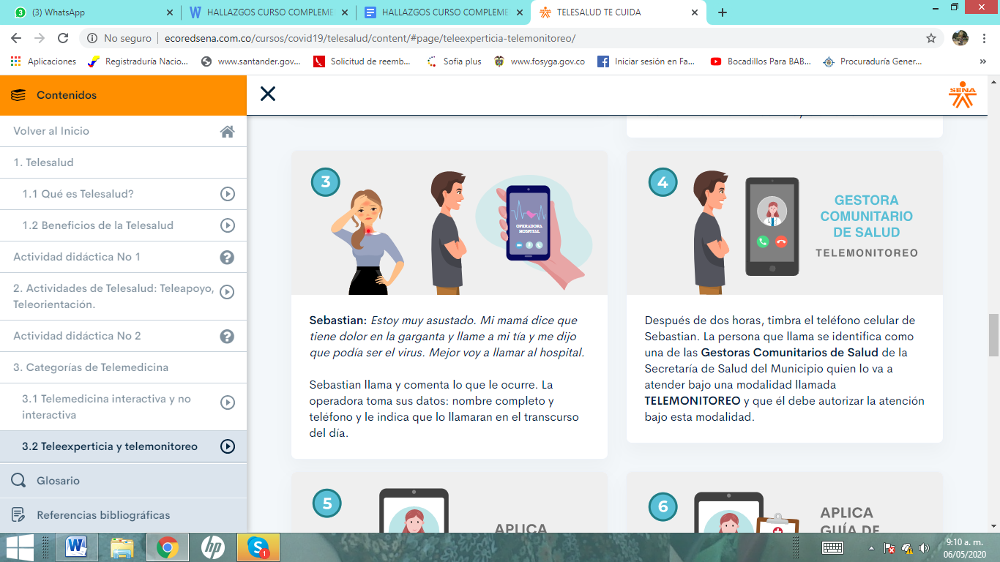 (3) WhatsApp
HALLAZGOS CURSO COMPLEME
HALLAZGOS CURSO COMPLEME
TELESALUD TE CUIDA
No seguro
ecoredsena.com.co/cursos/covid19/telesalud/content/#page/teleexperticia-telemonitoreo/
Aplicaciones
Registraduría Nacio...
www.santander.gov...
Solicitud de reemb...
Sofia plus
www.fosyga.gov.co
Iniciar sesión en Fa...
Bocadillos Para BAB...
Procuraduría Gener...
»
Contenidos
SENA
Volver al Inicio
1. Telesalud
1.1 Qué es Telesalud?
1.2 Beneficios de la Telesalud
Actividad didáctica No 1
2. Actividades de Telesalud: Teleapoyo,
Teleorientación.
Actividad didáctica No 2
3. Categorías de Telemedicina
3.1 Telemedicina interactiva y no
interactiva
3.2 Teleexperticia y telemonitoreo
Glosario
Referencias bibliográficas
3
OPERADORA
HOSPITAL
Sebastian: Estoy muy asustado. Mi mamá dice que
tiene dolor en la garganta y llame a mi tía y me dijo
que podía ser el virus. Mejor voy a llamar al hospital.
Sebastian llama y comenta lo que le ocurre. La
operadora toma sus datos: nombre completo y
teléfono y le indica que lo llamaran en el transcurso
del día.
4
GESTORA
COMUNITARIO
DE SALUD
TELEMONITOREO
Después de dos horas, timbra el teléfono celular de
Sebastian. La persona que llama se identifica como
una de las Gestoras Comunitarios de Salud de la
Secretaría de Salud del Municipio quien lo va a
atender bajo una modalidad llamada
TELEMONITOREO y que él debe autorizar la atención
bajo esta modalidad.
5
APLICA
6
APLICA
GUÍA DE
9:10 a. m.
06/05/2020